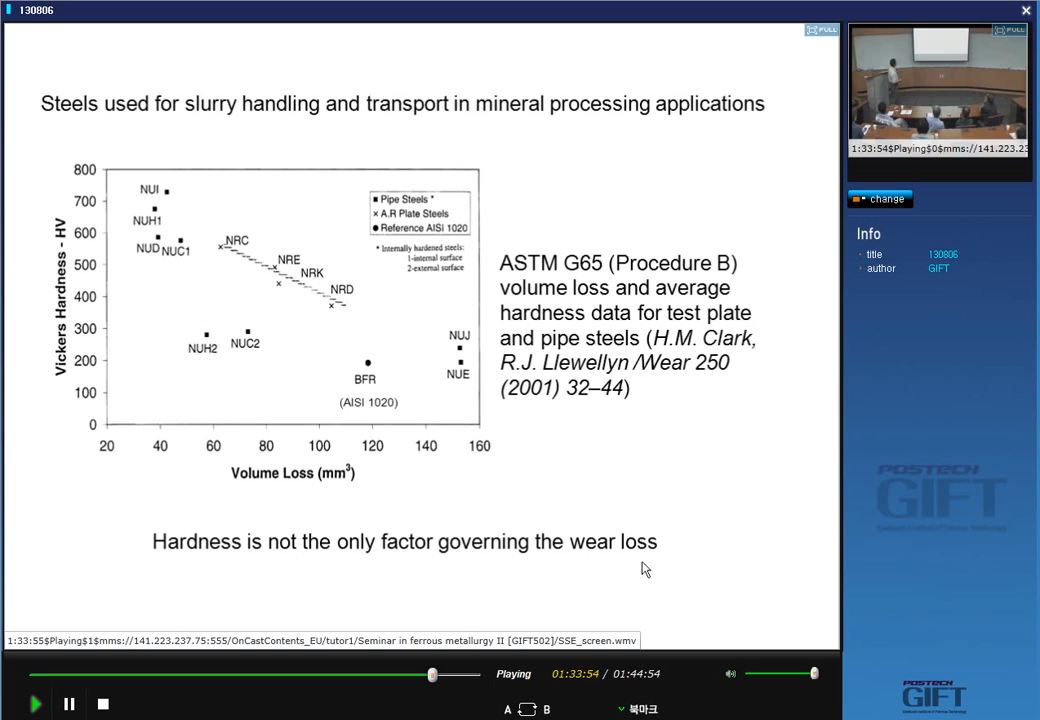 130806
FULL
Steels used for slurry handling and transport in mineral processing applications
800
700
600
500
400
300
200
100
0
Vickers Hardness - HV
NUI
NUH1
NUD
NUC1
NRC
NRE
NRK
NRD
NUH2
NUC2
BFR
(AISI 1020)
NUJ
NUE
Pipe Steels *
A.R Plate Steels
Reference AISi 1020
* Internally hardened steels:
1-internal surface
2-external surface
20 40 60 80 100 120 140 160
Volume Loss (mm³)
ASTM G65 (Procedure B)
volume loss and average
hardness data for test plate
and pipe steels (H.M. Clark,
R.J. Llewellyn /Wear 250
(2001) 32–44)
Hardness is not the only factor governing the wear loss
1:33:55$Playing$1$mms://141.223.237.75:555/OnCastContents_EU/tutor1/Seminar in ferrous metallurgy II [GIFT502]/SSE_screen.wmv
Playing 01:33:54 / 01:44:54
A B 북마크
FULL
1:33:54$Playing$0$mms://141.223.23
change
Info
title 130806
author GIFT
POSTECH
GIFT
POSTECH
GIFT